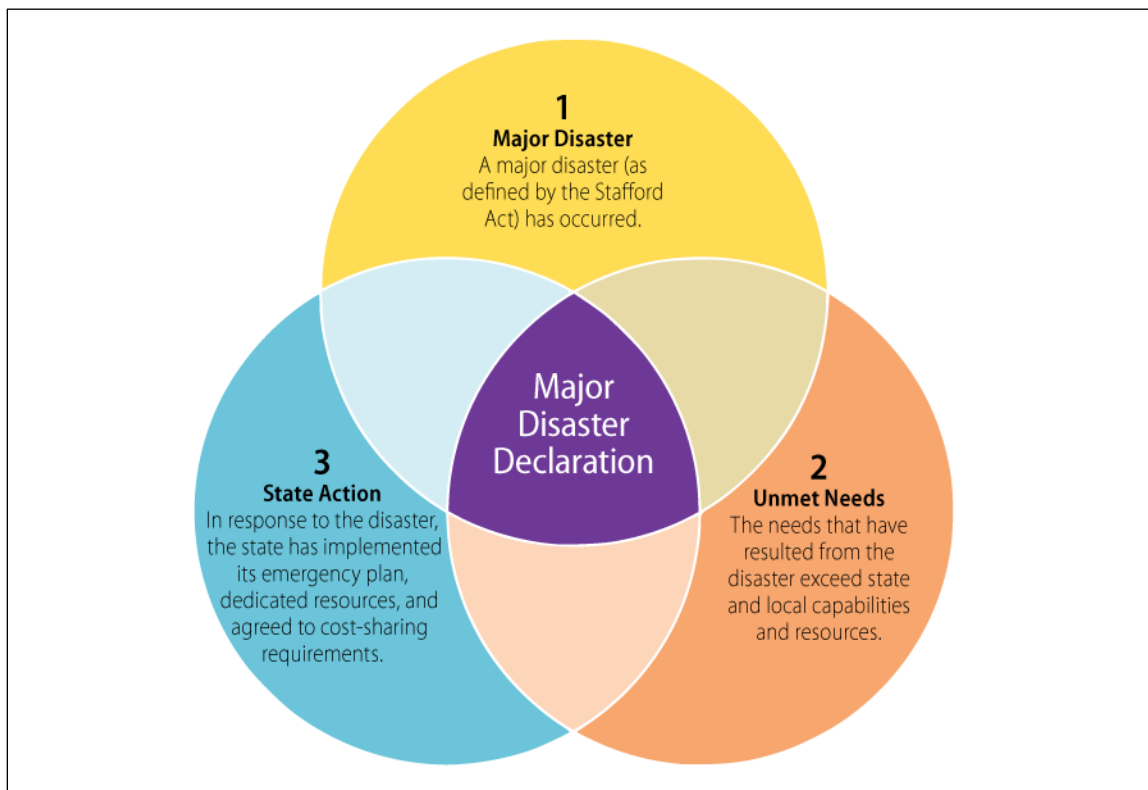 1
Major Disaster
A major disaster (as
defined by the Stafford
Act) has occurred.
Major
Disaster
Declaration
3
State Action
In response to the disaster,
the state has implemented
its emergency plan,
dedicated resources, and
agreed to cost-sharing
requirements.
2
Unmet Needs
The needs that have
resulted from the
disaster exceed state
and local capabilities
and resources.